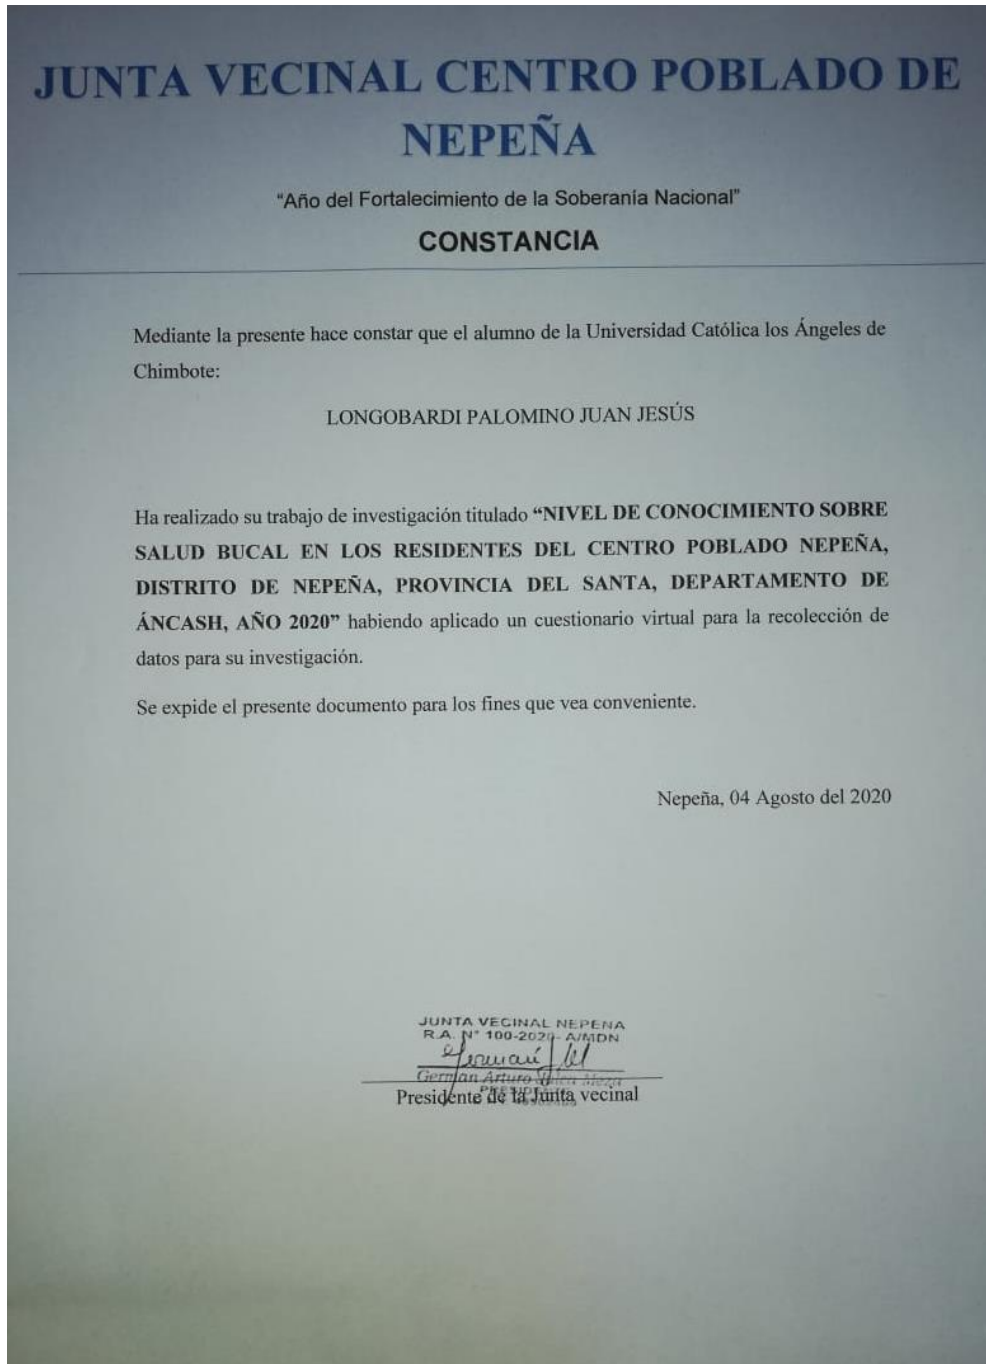 JUNTA VECINAL CENTRO POBLADO DE
NEPEÑA
“Año del Fortalecimiento de la Soberanía Nacional”
CONSTANCIA
Mediante la presente hace constar que el alumno de la Universidad Católica los Ángeles de
Chimbote:
LONGOBARDI PALOMINO JUAN JESÚS
Ha realizado su trabajo de investigación titulado “NIVEL DE CONOCIMIENTO SOBRE
SALUD BUCAL EN LOS RESIDENTES DEL CENTRO POBLADO NEPEÑA,
DISTRITO DE NEPEÑA, PROVINCIA DEL SANTA, DEPARTAMENTO DE
ÁNCASH, AÑO 2020” habiendo aplicado un cuestionario virtual para la recolección de
datos para su investigación.
Se expide el presente documento para los fines que vea conveniente.
Nepeña, 04 Agosto del 2020
JUNTA VECINAL NEPEÑA
R.A. N° 100-2020- A/MDN
German Arturo Meza
PRESIDENTE
Presidente de la Junta vecinal